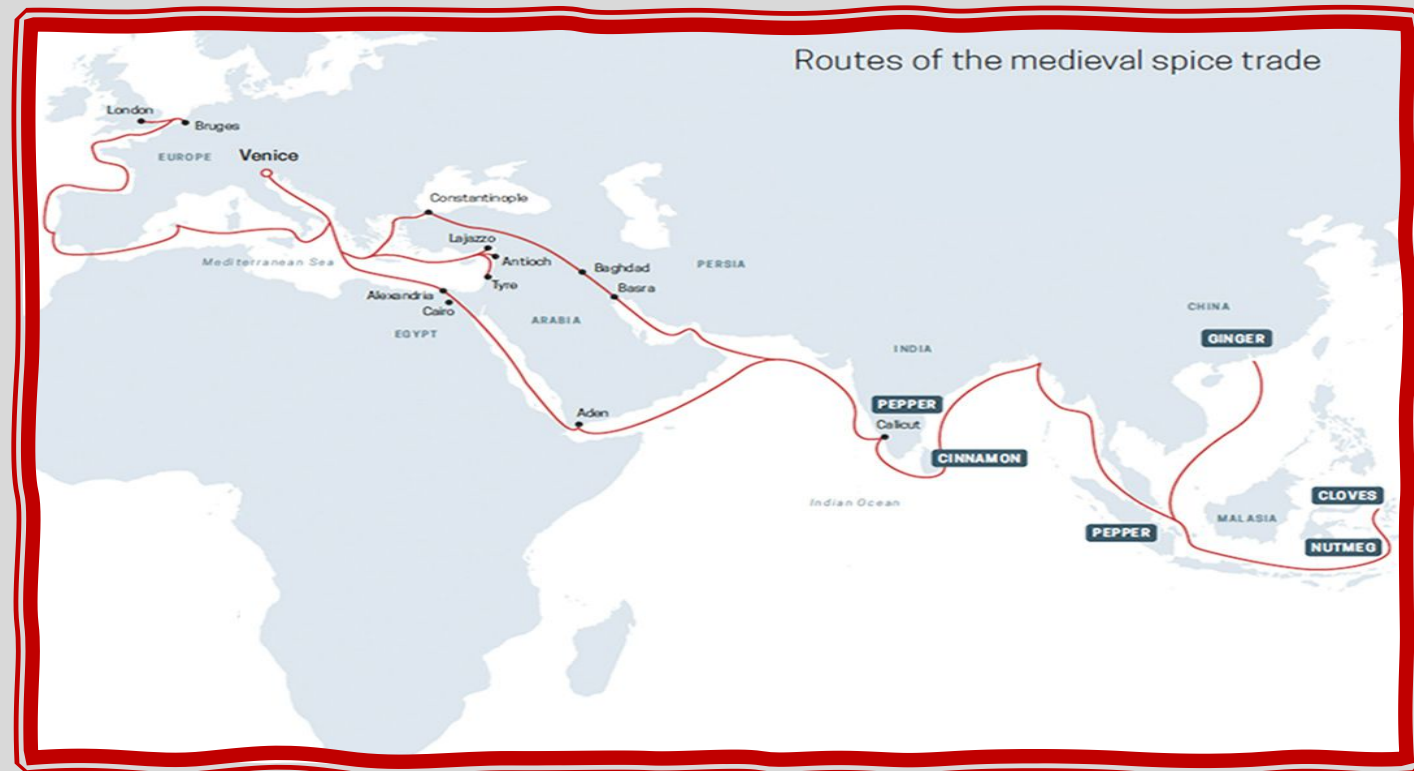 Routes of the medieval spice trade
London
Bruges
EUROPE
Venice
Constantinople
Lajazzo
Antioch
Mediterranean Sea
Tyre
Baghdad
PERSIA
Basra
Alexandria
Cairo
EGYPT
ARABIA
CHINA
GINGER
INDIA
PEPPER
Aden
Calicut
CINNAMON
Indian Ocean
CLOVES
MALASIA
PEPPER
NUTMEG